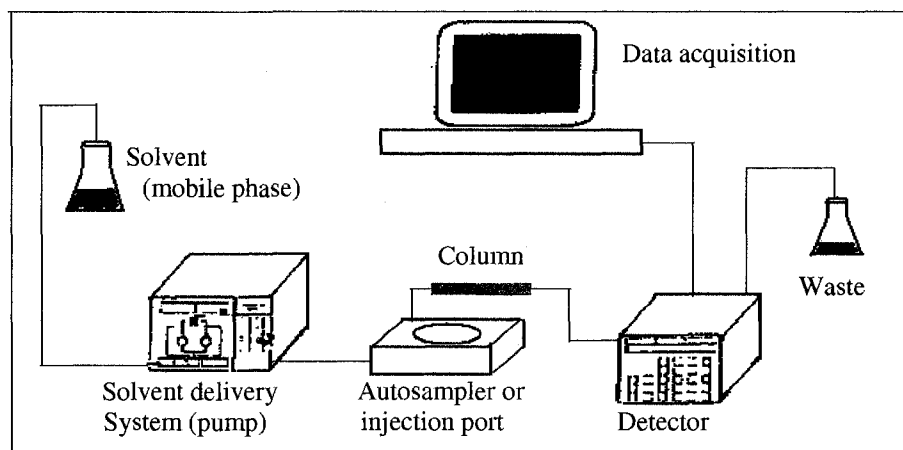 Data acquisition
Solvent
(mobile phase)
Column
Waste
Solvent delivery
System (pump)
Autosampler or
injection port
Detector